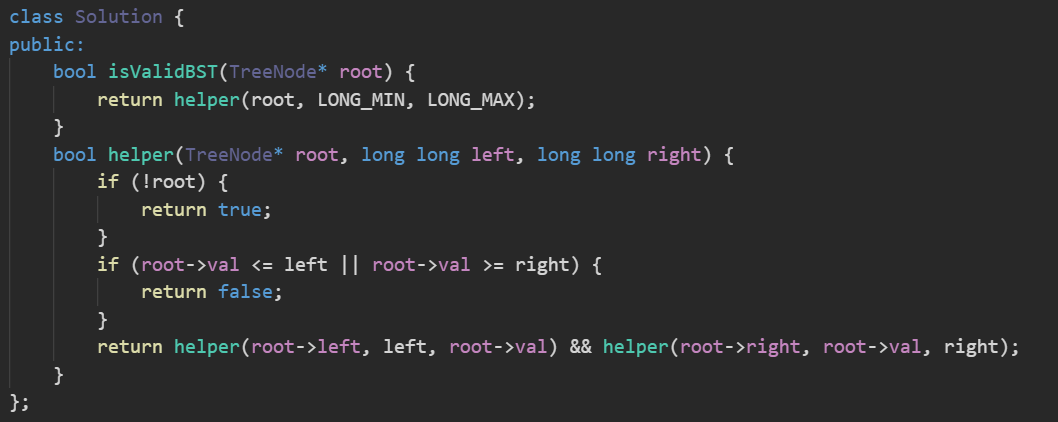 class Solution {
public:
    bool isValidBST(TreeNode* root) {
        return helper(root, LONG_MIN, LONG_MAX);
    }
    bool helper(TreeNode* root, long long left, long long right) {
        if (!root) {
            return true;
        }
        if (root->val <= left || root->val >= right) {
            return false;
        }
        return helper(root->left, left, root->val) && helper(root->right, root->val, right);
    }
};